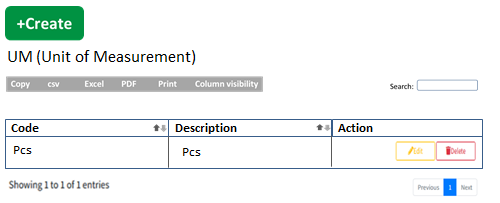 +Create
UM (Unit of Measurement)
Copy csv Excel PDF Print Column visibility
Search:
Code Description Action
Pcs Pcs Edit Delete
Showing 1 to 1 of 1 entries
Previous 1 Next